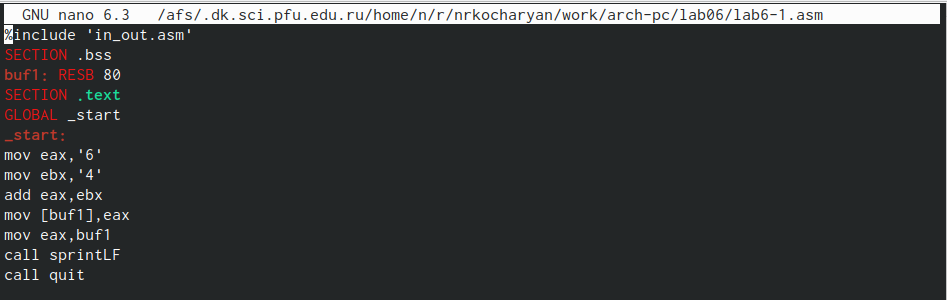 GNU nano 6.3   /afs/.dk.sci.pfu.edu.ru/home/n/r/nrkocharyan/work/arch-pc/lab06/lab6-1.asm
%include 'in_out.asm'
SECTION .bss
buf1: RESB 80
SECTION .text
GLOBAL _start
_start:
mov eax,'6'
mov ebx,'4'
add eax,ebx
mov [buf1],eax
mov eax,buf1
call sprintLF
call quit